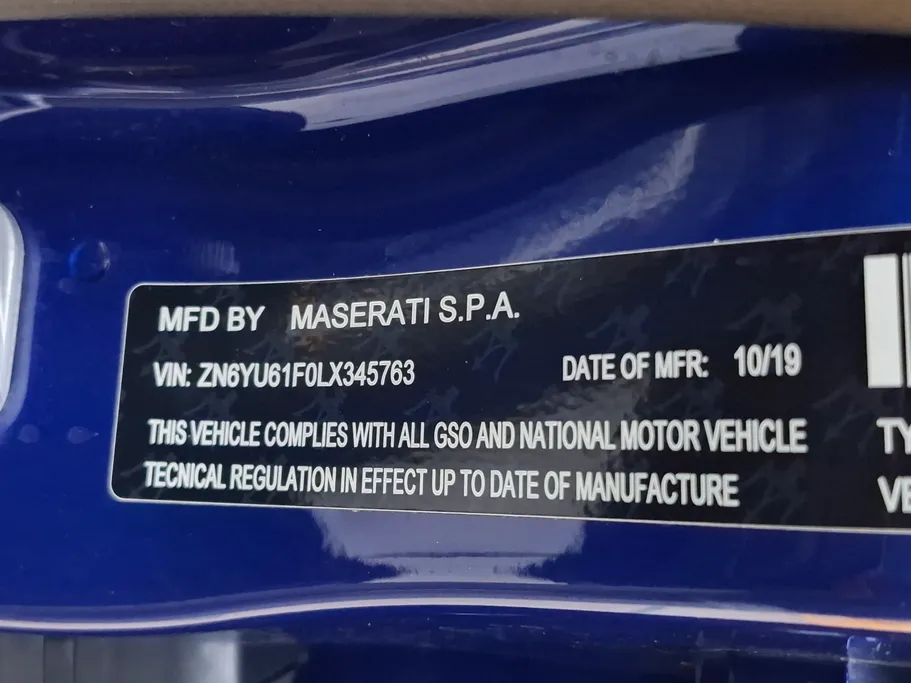 MFD BY MASERATI S.P.A.
VIN: ZN6YU61F0LX345763 DATE OF MFR: 10/19
THIS VEHICLE COMPLIES WITH ALL GSO AND NATIONAL MOTOR VEHICLE
TECNICAL REGULATION IN EFFECT UP TO DATE OF MANUFACTURE